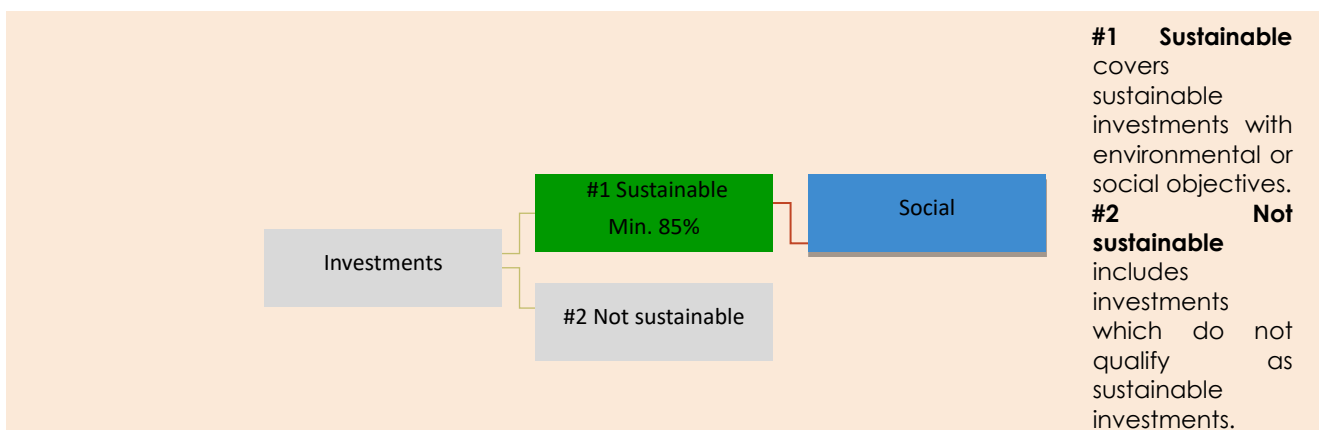 Investments
#1 Sustainable
Min. 85%
#2 Not sustainable
Social
#1 Sustainable
covers
sustainable
investments with
environmental or
social objectives.
#2 Not
sustainable
includes
investments
which do not
qualify as
sustainable
investments.